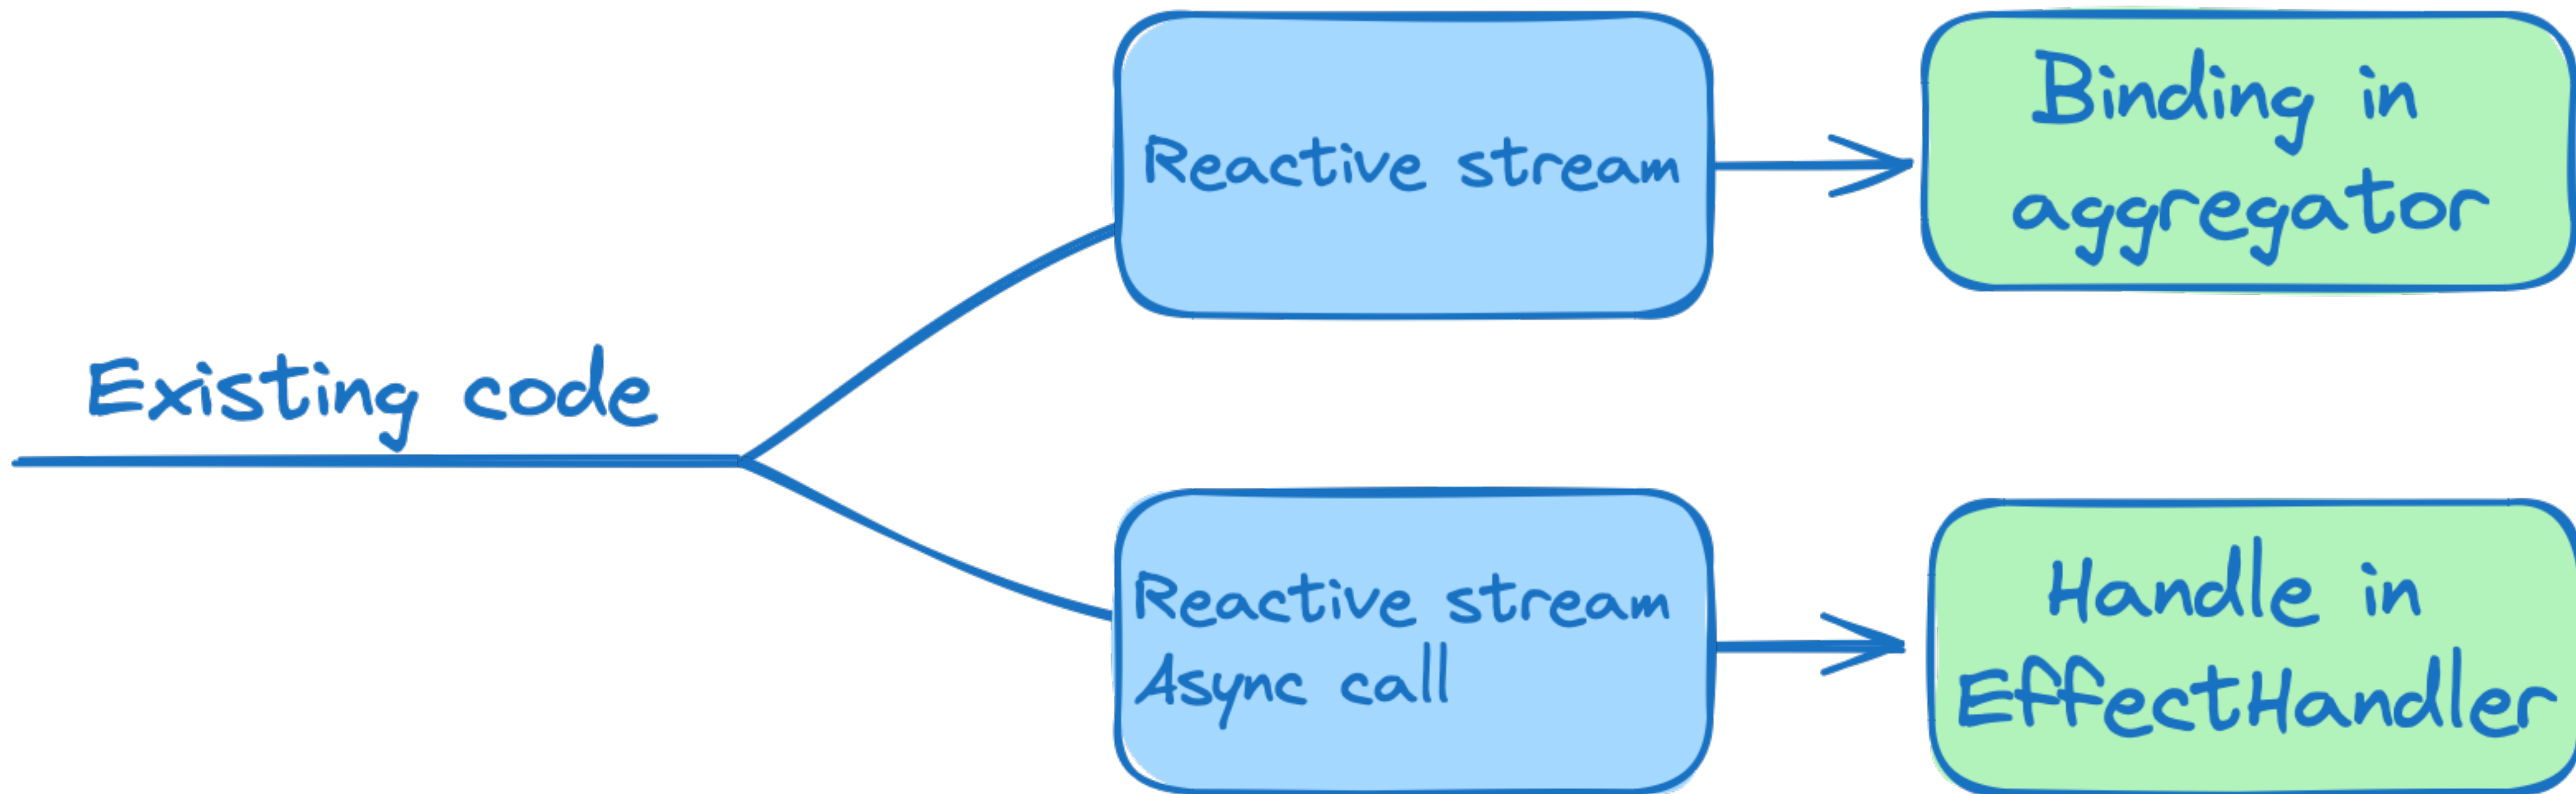 Existing code
Reactive stream
Binding in
aggregator
Reactive stream
Async call
Handle in
EffectHandler